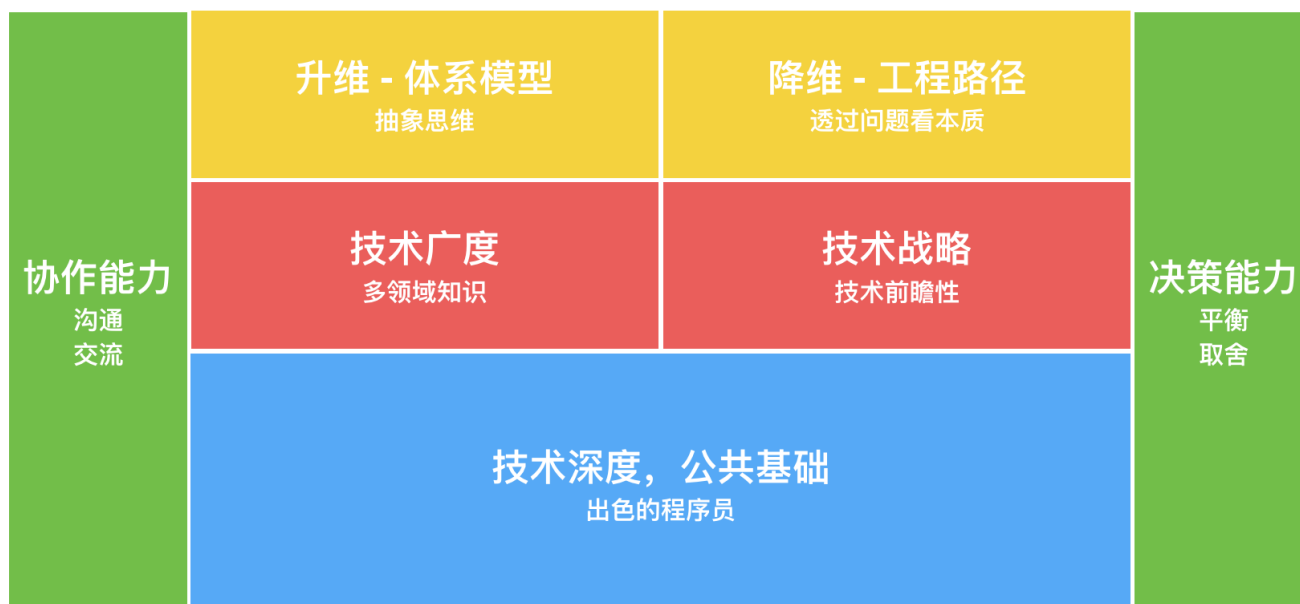 升维 - 体系模型
抽象思维
降维 - 工程路径
透过问题看本质
协作能力
沟通
交流
技术广度
多领域知识
技术战略
技术前瞻性
决策能力
平衡
取舍
技术深度，公共基础
出色的程序员